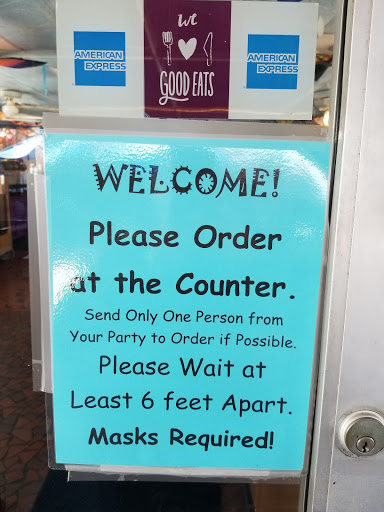 we
AMERICAN
EXPRESS
GOOD EATS
AMERICAN
EXPRESS
WELCOME!
Please Order
at the Counter.
Send Only One Person from
Your Party to Order if Possible.
Please Wait at
Least 6 feet Apart.
Masks Required!